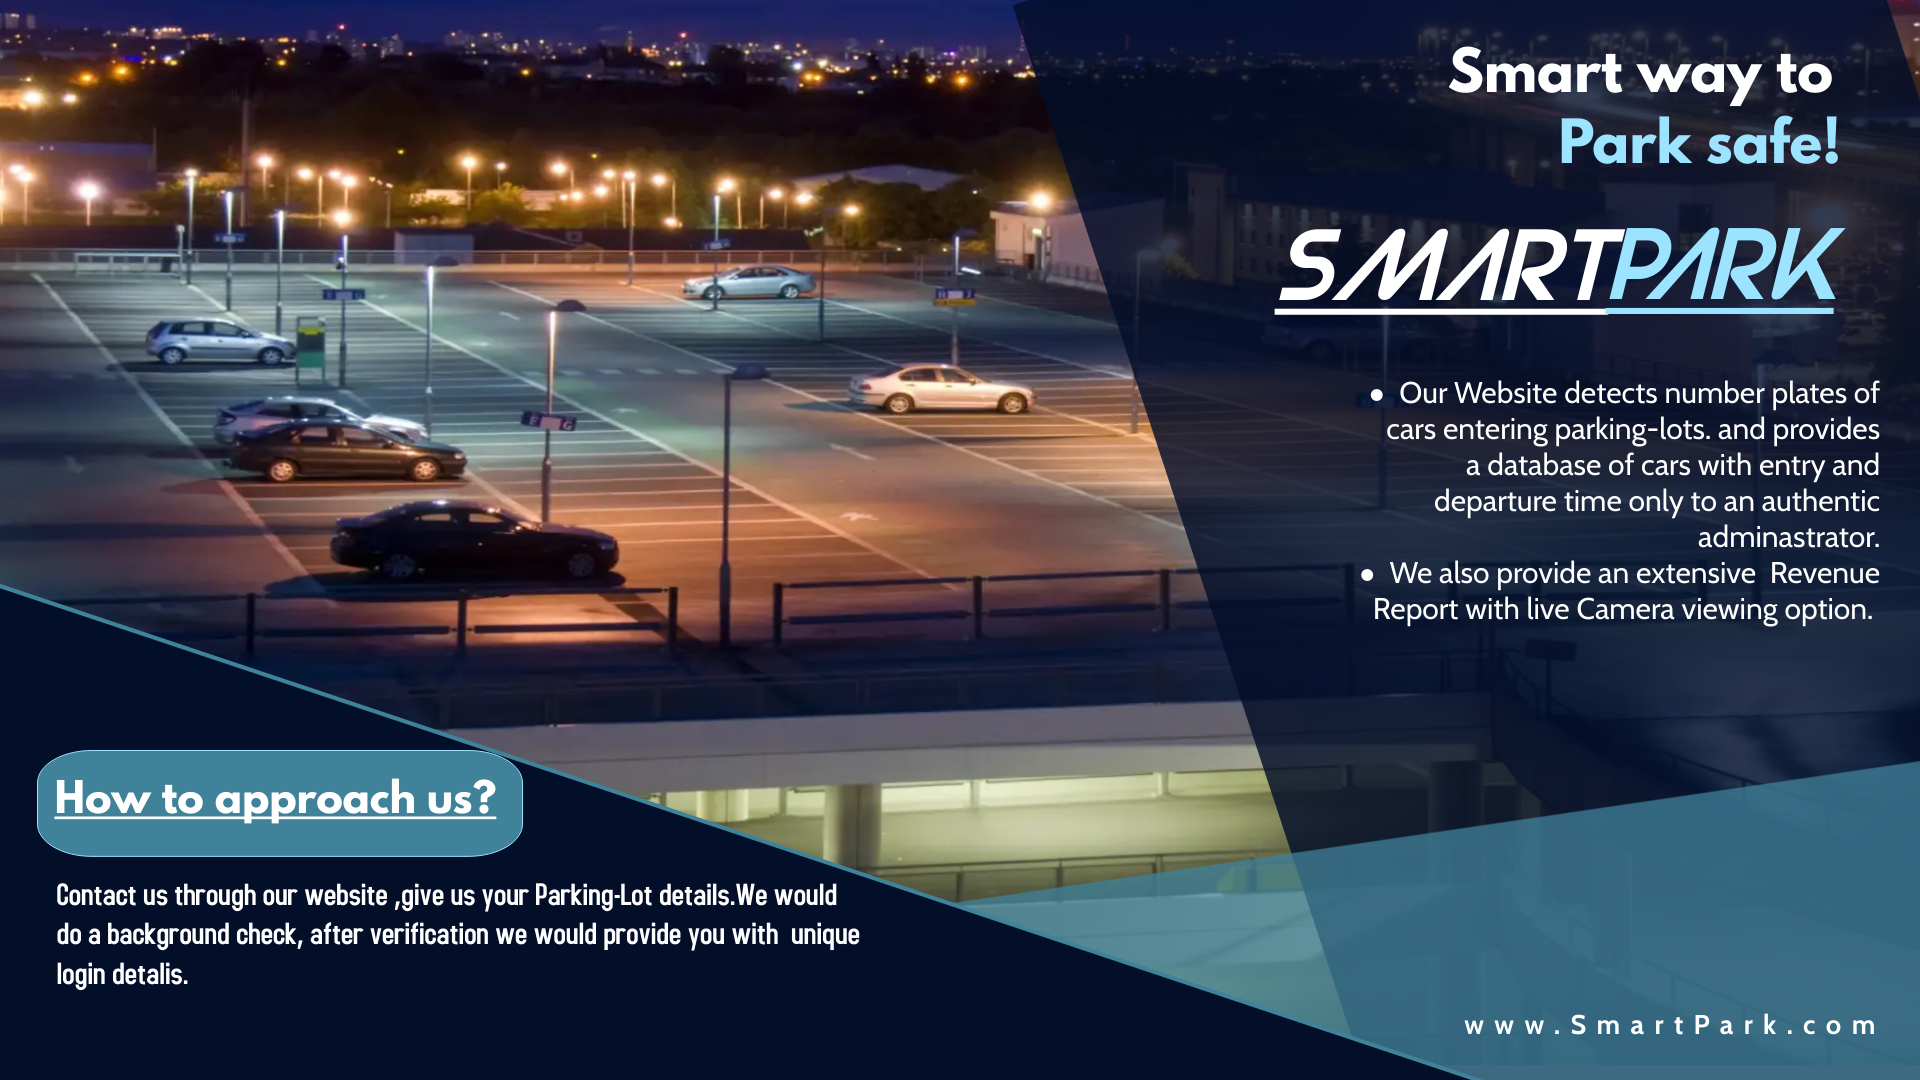 Smart way to
Park safe!
SMARTPARK
• Our Website detects number plates of
cars entering parking-lots. and provides
a database of cars with entry and
departure time only to an authentic
adminastrator.
• We also provide an extensive  Revenue
Report with live Camera viewing option.
How to approach us?
Contact us through our website ,give us your Parking-Lot details.We would
do a background check, after verification we would provide you with  unique
login detalis.
www.SmartPark.com
F G